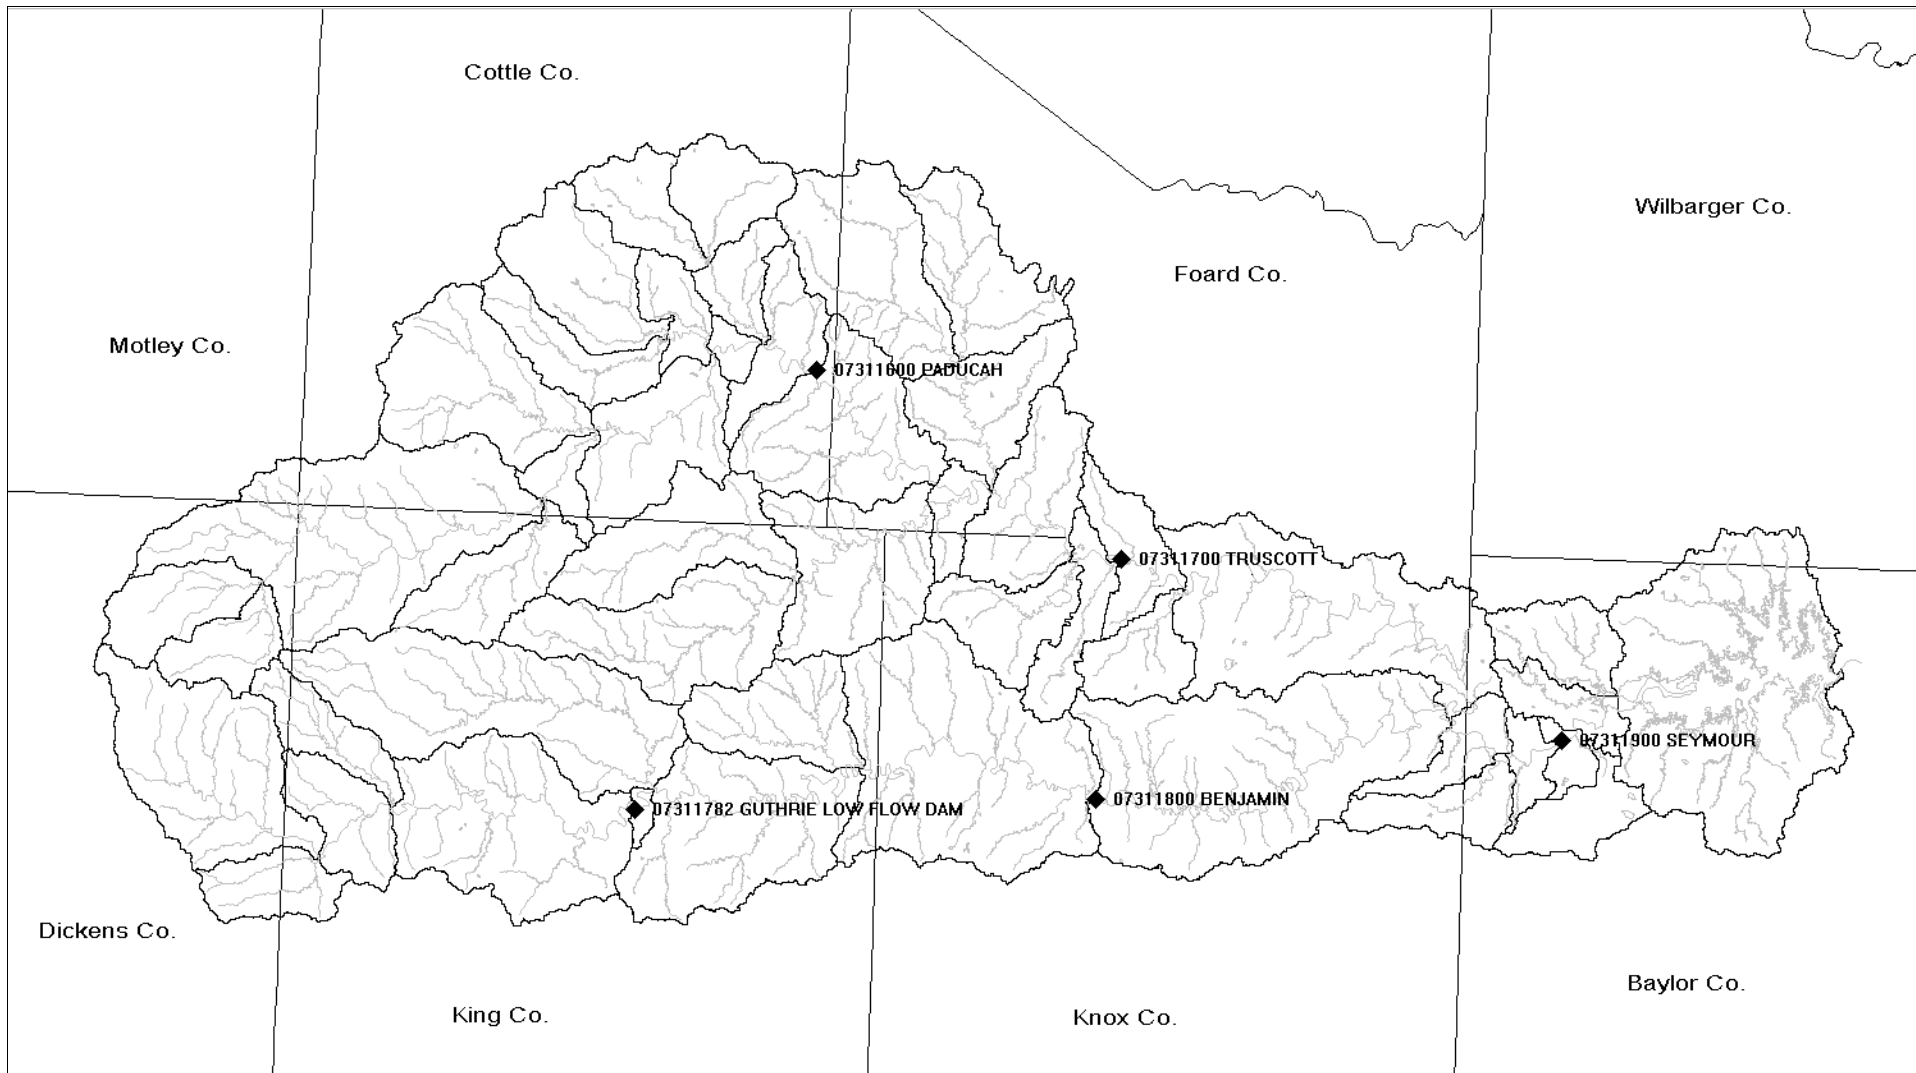 Cottle Co.
Wilbarger Co.
Foard Co.
Motley Co.
07311600 PADUCAH
07311700 TRUSCOTT
07311900 SEYMOUR
07311800 BENJAMIN
07311782 GUTHRIE LOW FLOW DAM
Dickens Co.
Baylor Co.
King Co.
Knox Co.